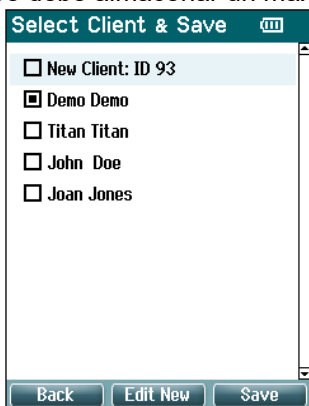 Select Client & Save
New Client: ID 93
Demo Demo
Titan Titan
John Doe
Joan Jones
Back Edit New Save